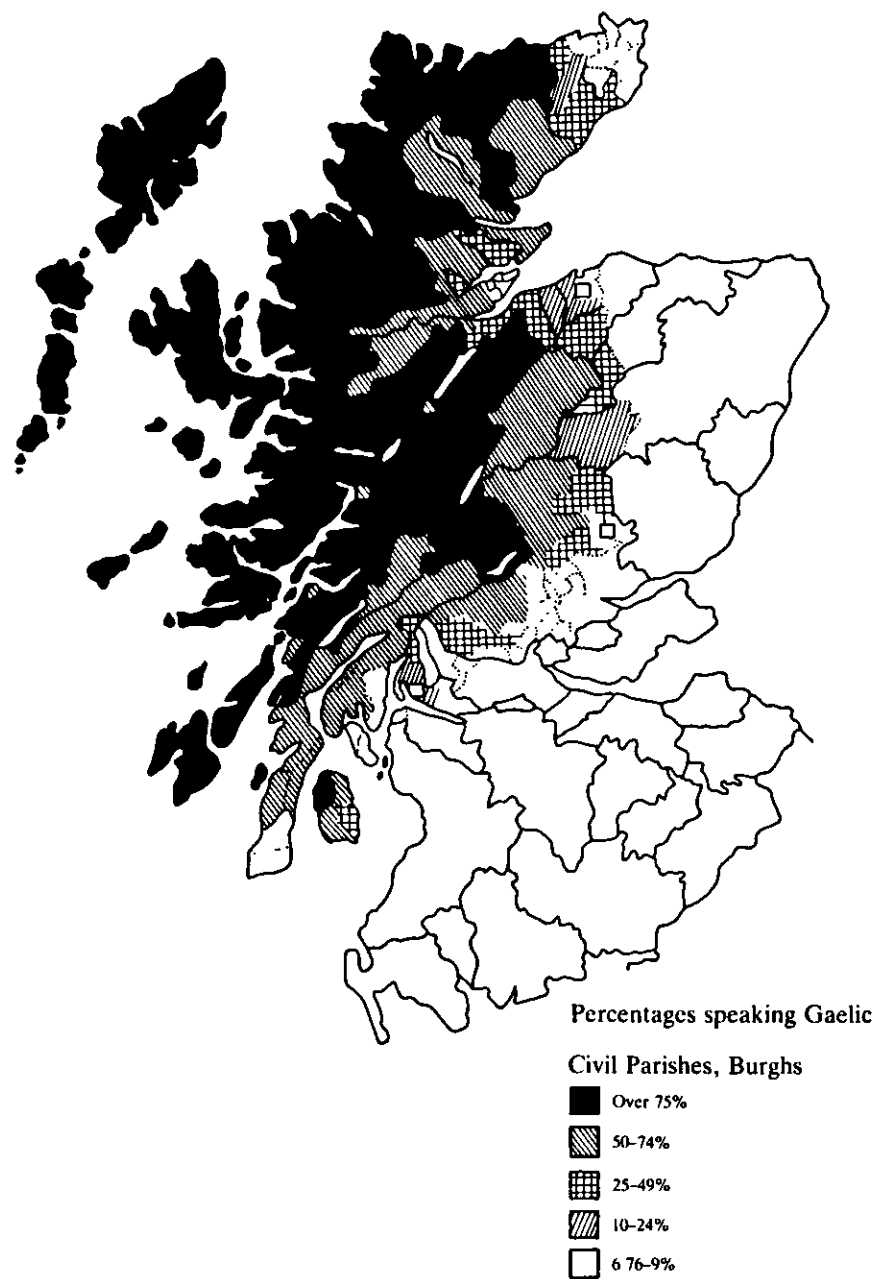 Percentages speaking Gaelic
Civil Parishes, Burghs
Over 75%
50–74%
25–49%
10–24%
6 76–9%